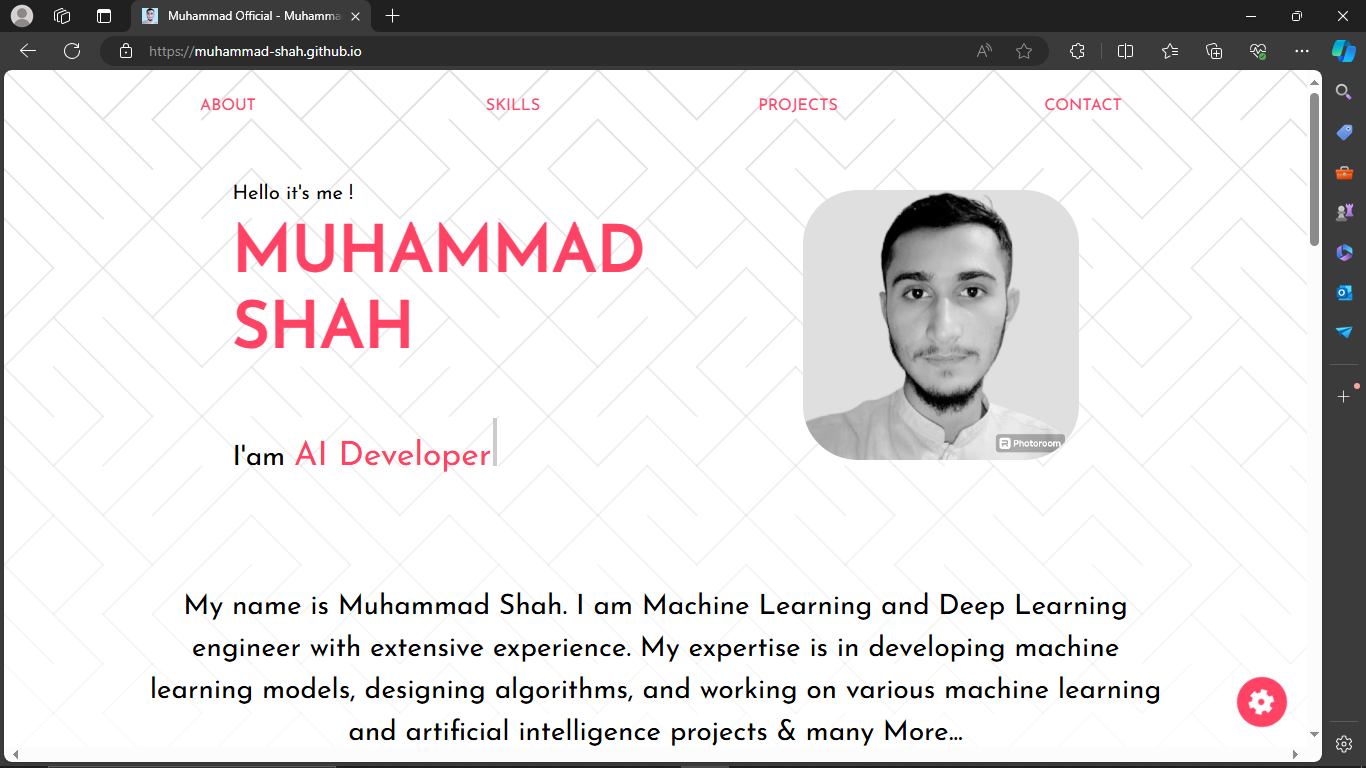 Muhammad Official - Muhamma
https://muhammad-shah.github.io
ABOUT
SKILLS
PROJECTS
CONTACT
Hello it's me !
MUHAMMAD
SHAH
I'am AI Developer
Photoroom
My name is Muhammad Shah. I am Machine Learning and Deep Learning
engineer with extensive experience. My expertise is in developing machine
learning models, designing algorithms, and working on various machine learning
and artificial intelligence projects & many More...